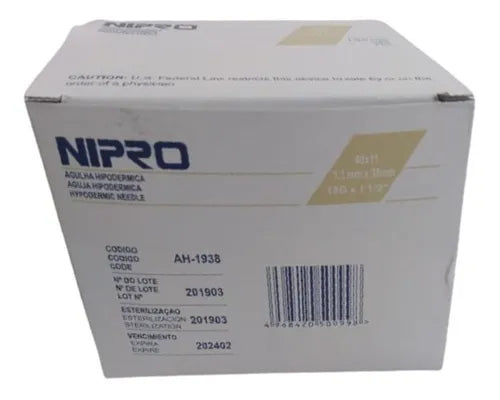 CAUTION: U.S. Federal Law restricts this device to sale by or on the
order of a physician
NIPRO
AGULHA HIPODERMICA
AGUJA HIPODERMICA
HYPODERMIC NEEDLE
40x11
1.1mm x 38mm
18G x 1 1/2"
CODIGO
CODIGO
CODE
AH-1938
Nº DO LOTE
Nº DE LOTE
LOT Nº
201903
ESTERILIZAÇÃO
ESTERILIZACION
STERILIZATION
201903
VENCIMIENTO
EXPIRA
EXPIRE
202402